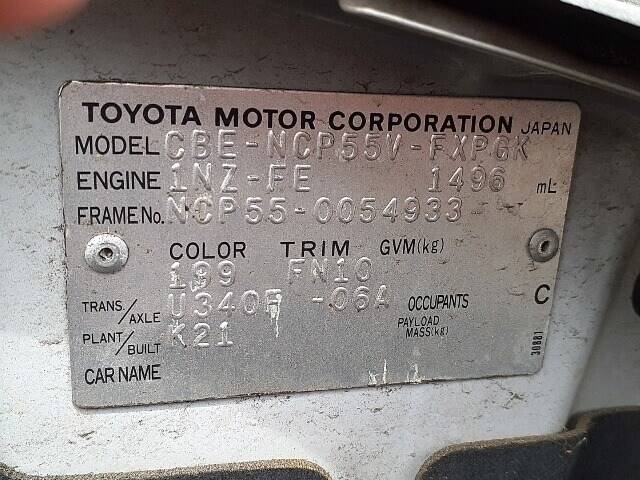 TOYOTA MOTOR CORPORATION JAPAN
MODEL CBE-NCP55V-FXPGK
ENGINE 1NZ-FE 1496 mL
FRAME No. NCP55-0054933
COLOR TRIM GVM(kg)
199 FN10
TRANS./AXLE U340F -06A OCCUPANTS C
PLANT/BUILT K21 PAYLOAD MASS(kg)
CAR NAME
30881